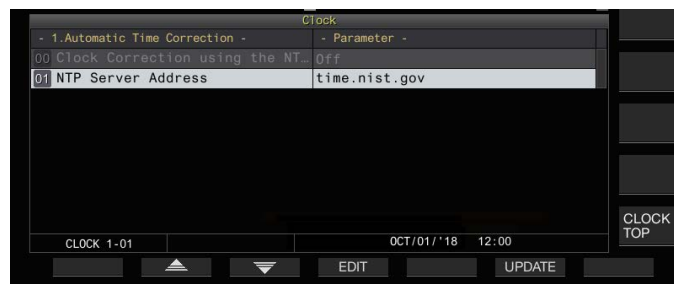 Clock
- 1.Automatic Time Correction - - Parameter -
00 Clock Correction using the NT… Off
01 NTP Server Address time.nist.gov
CLOCK TOP
CLOCK 1-01 OCT/01/'18 12:00
EDIT UPDATE